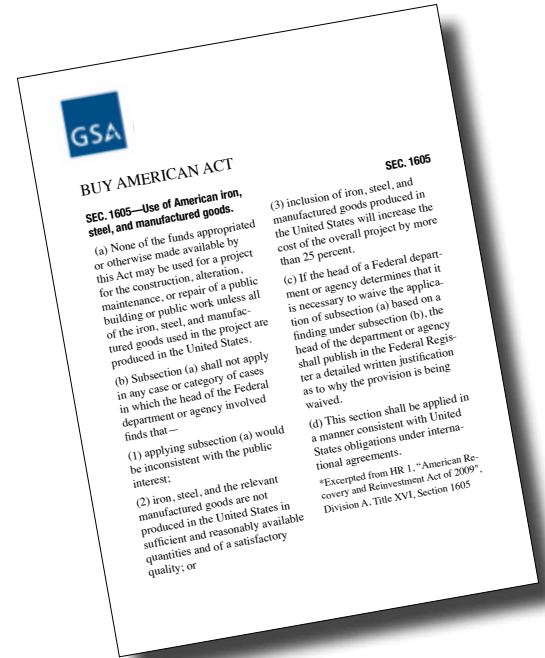 GSA
BUY AMERICAN ACT
SEC. 1605—Use of American iron,
steel, and manufactured goods.
(a) None of the funds appropriated
or otherwise made available by
this Act may be used for a project
for the construction, alteration,
maintenance, or repair of a public
building or public work unless all
of the iron, steel, and manufac-
tured goods used in the project are
produced in the United States.
(b) Subsection (a) shall not apply
in any case or category of cases
in which the head of the Federal
department or agency involved
finds that—
(1) applying subsection (a) would
be inconsistent with the public
interest;
(2) iron, steel, and the relevant
manufactured goods are not
produced in the United States in
sufficient and reasonably available
quantities and of a satisfactory
quality; or
SEC. 1605
(3) inclusion of iron, steel, and
manufactured goods produced in
the United States will increase the
cost of the overall project by more
than 25 percent.
(c) If the head of a Federal depart-
ment or agency determines that it
is necessary to waive the applica-
tion of subsection (a) based on a
finding under subsection (b), the
head of the department or agency
shall publish in the Federal Regis-
ter a detailed written justification
as to why the provision is being
waived.
(d) This section shall be applied in
a manner consistent with United
States obligations under interna-
tional agreements.
*Excerpted from HR 1, “American Re-
covery and Reinvestment Act of 2009”,
Division A, Title XVI, Section 1605